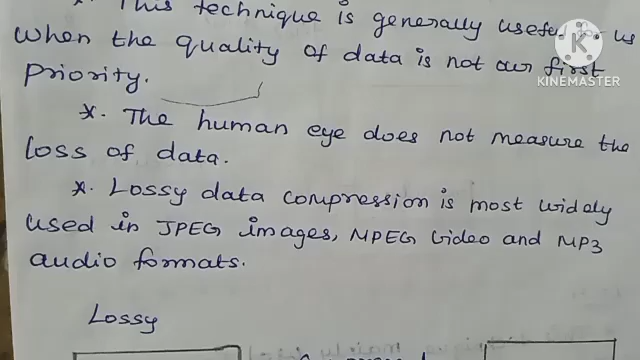 *. This technique is generally useful us
when the quality of data is not our first
priority.
*. The human eye does not measure the
loss of data.
*. Lossy data compression is most widely
used in JPEG images, MPEG video and MP3
audio formats.
Lossy
KINEMASTER